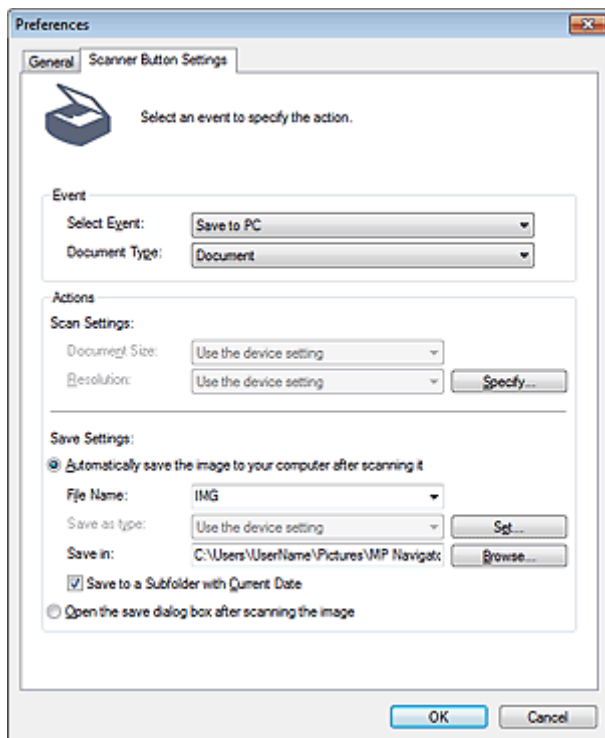 Preferences
General Scanner Button Settings
Select an event to specify the action.
Event
Select Event: Save to PC
Document Type: Document
Actions
Scan Settings:
Document Size: Use the device setting
Resolution: Use the device setting Specify...
Save Settings:
Automatically save the image to your computer after scanning it
File Name: IMG
Save as type: Use the device setting Set...
Save in: C:\Users\UserName\Pictures\MP Navigatc Browse...
Save to a Subfolder with Current Date
Open the save dialog box after scanning the image
OK Cancel